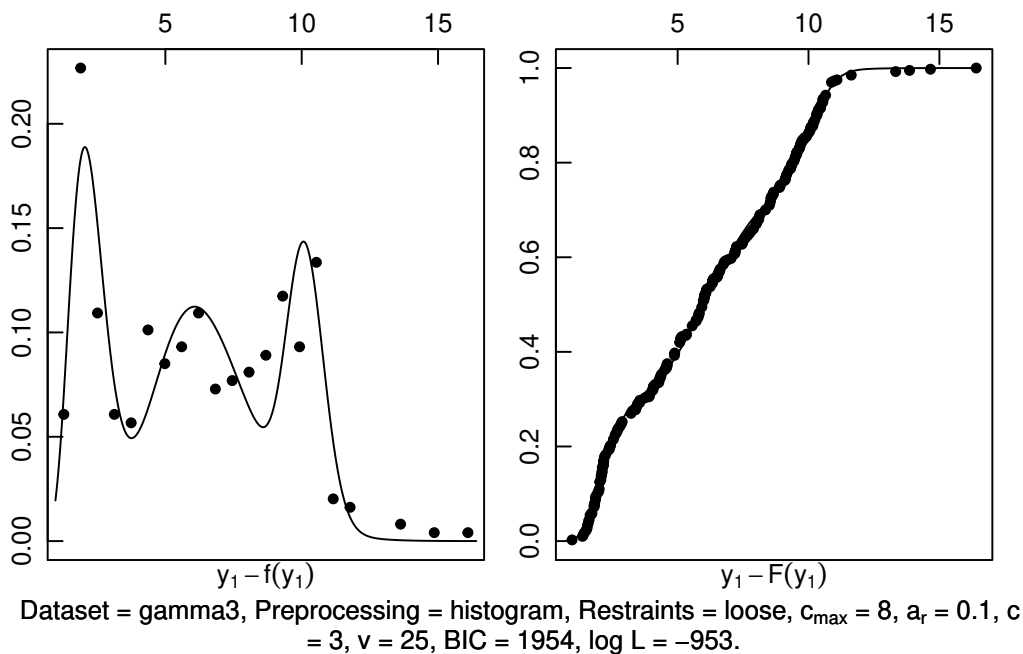 5 10 15
5 10 15
0.00 0.05 0.10 0.15 0.20
0.0 0.2 0.4 0.6 0.8 1.0
y₁ − f(y₁)
y₁ − F(y₁)
Dataset = gamma3, Preprocessing = histogram, Restraints = loose, cₘₐₓ = 8, aᵣ = 0.1, c
= 3, v = 25, BIC = 1954, log L = −953.